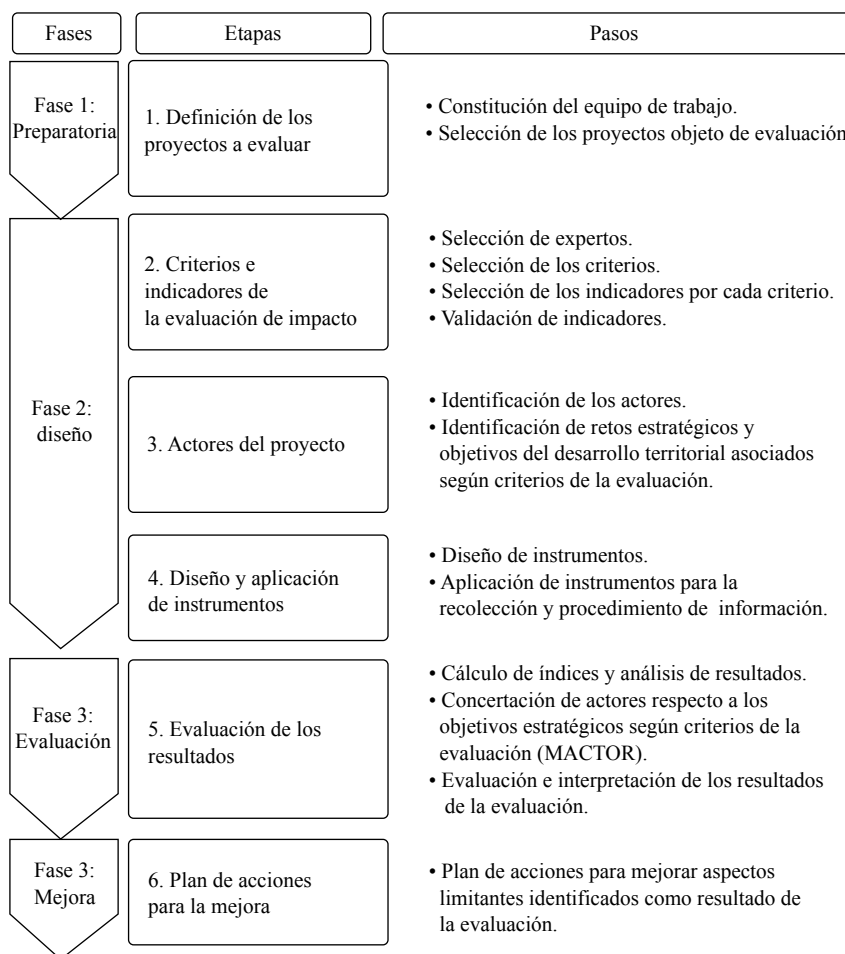 Fases
Etapas
Pasos
Fase 1:
Preparatoria
1. Definición de los
proyectos a evaluar
• Constitución del equipo de trabajo.
• Selección de los proyectos objeto de evaluación
Fase 2:
diseño
2. Criterios e
indicadores de
la evaluación de impacto
• Selección de expertos.
• Selección de los criterios.
• Selección de los indicadores por cada criterio.
• Validación de indicadores.
3. Actores del proyecto
• Identificación de los actores.
• Identificación de retos estratégicos y
objetivos del desarrollo territorial asociados
según criterios de la evaluación.
4. Diseño y aplicación
de instrumentos
• Diseño de instrumentos.
• Aplicación de instrumentos para la
recolección y procedimiento de información.
Fase 3:
Evaluación
5. Evaluación de los
resultados
• Cálculo de índices y análisis de resultados.
• Concertación de actores respecto a los
objetivos estratégicos según criterios de la
evaluación (MACTOR).
• Evaluación e interpretación de los resultados
de la evaluación.
Fase 3:
Mejora
6. Plan de acciones
para la mejora
• Plan de acciones para mejorar aspectos
limitantes identificados como resultado de
la evaluación.